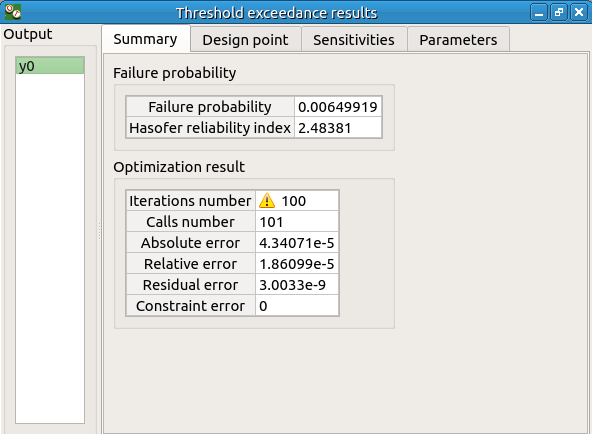 Threshold exceedance results
Output
y0
Summary
Design point
Sensitivities
Parameters
Failure probability
Failure probability 0.00649919
Hasofer reliability index 2.48381
Optimization result
Iterations number 100
Calls number 101
Absolute error 4.34071e-5
Relative error 1.86099e-5
Residual error 3.0033e-9
Constraint error 0